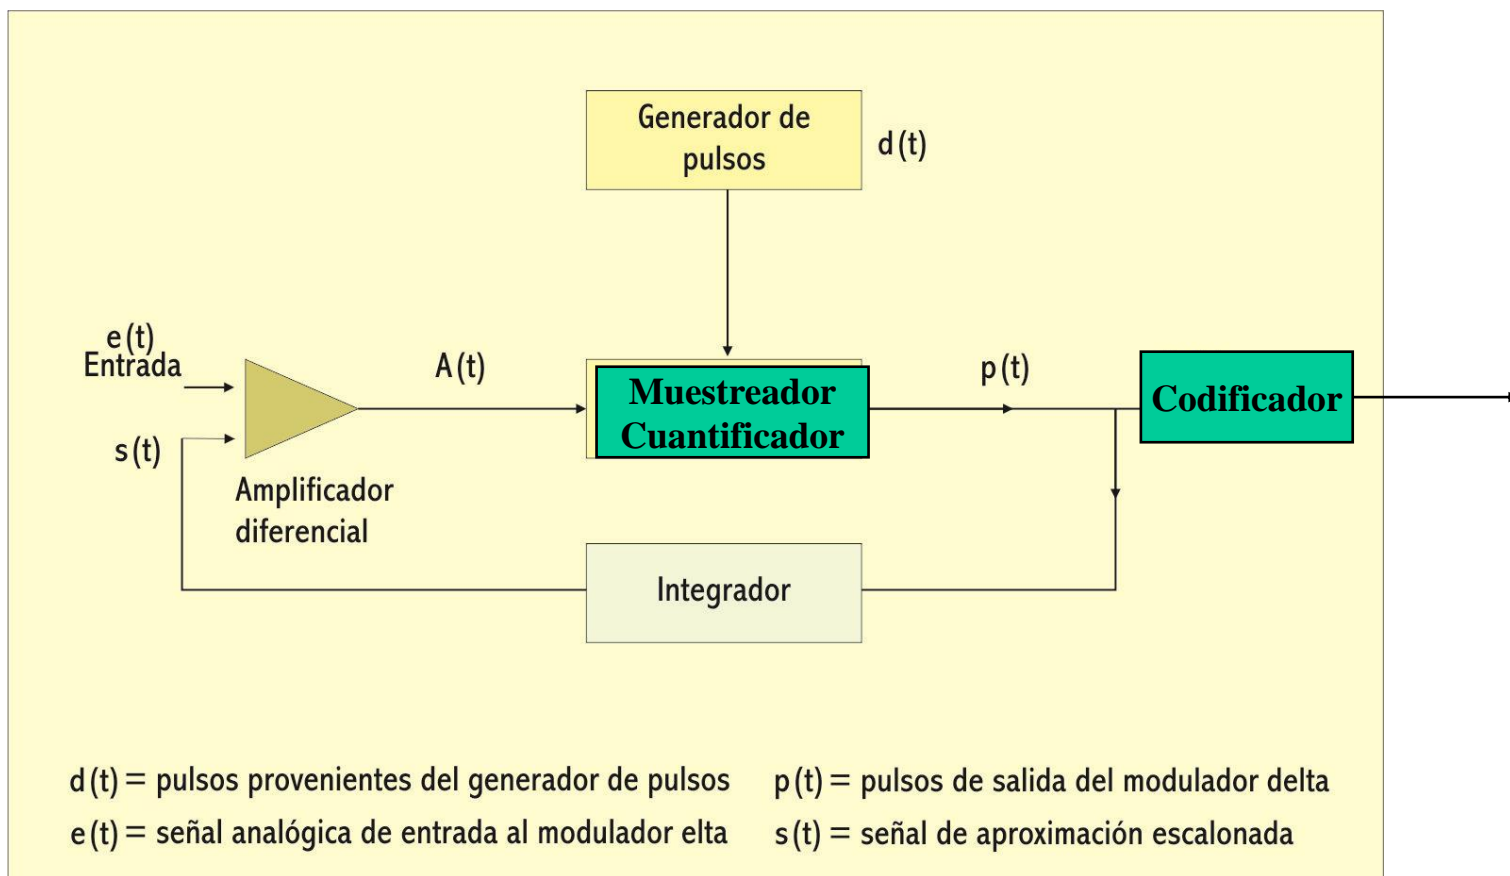 Generador de
pulsos
d(t)
e(t)
Entrada
A(t)
Muestreador
Cuantificador
p(t)
Codificador
s(t)
Amplificador
diferencial
Integrador
d(t) = pulsos provenientes del generador de pulsos
p(t) = pulsos de salida del modulador delta
e(t) = señal analógica de entrada al modulador elta
s(t) = señal de aproximación escalonada